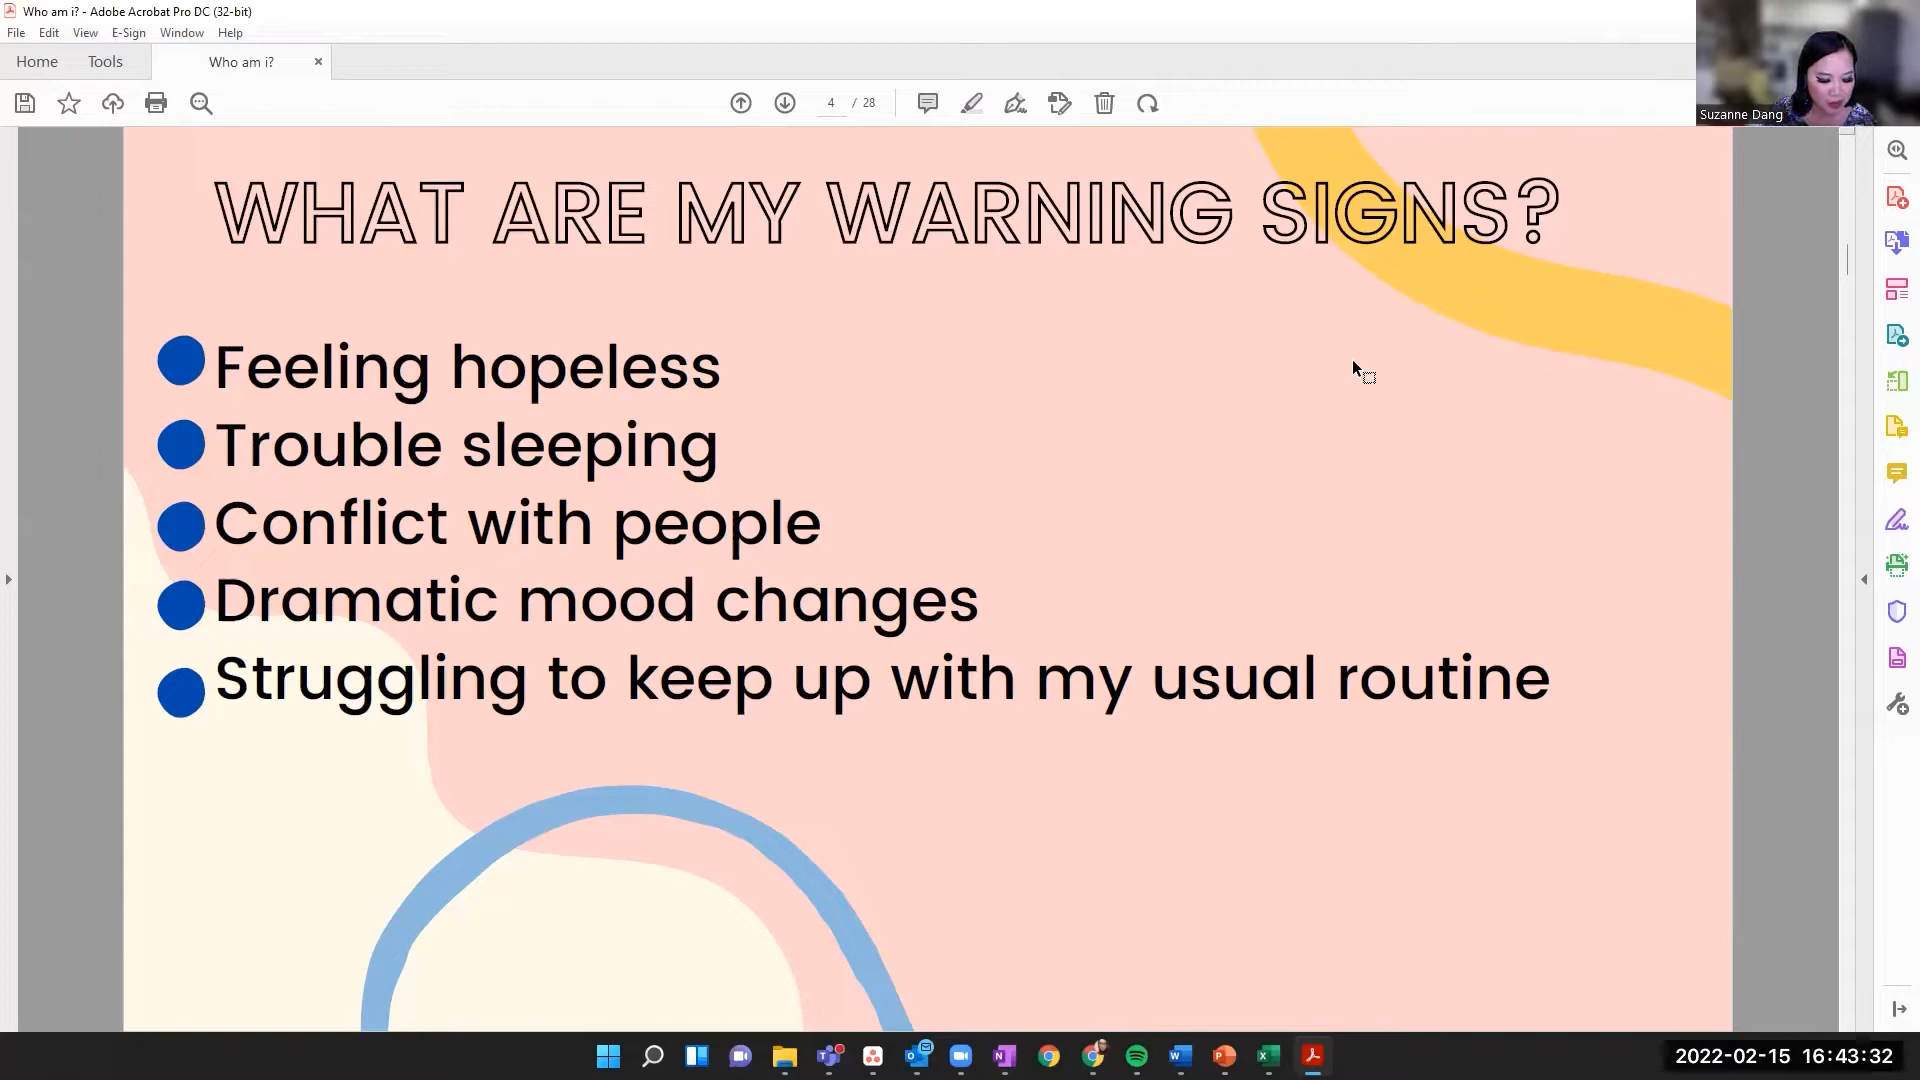 Who am i? - Adobe Acrobat Pro DC (32-bit)
File Edit View E-Sign Window Help
Home Tools Who am i?
4 / 28
Suzanne Dang
WHAT ARE MY WARNING SIGNS?
Feeling hopeless
Trouble sleeping
Conflict with people
Dramatic mood changes
Struggling to keep up with my usual routine
2022-02-15 16:43:32